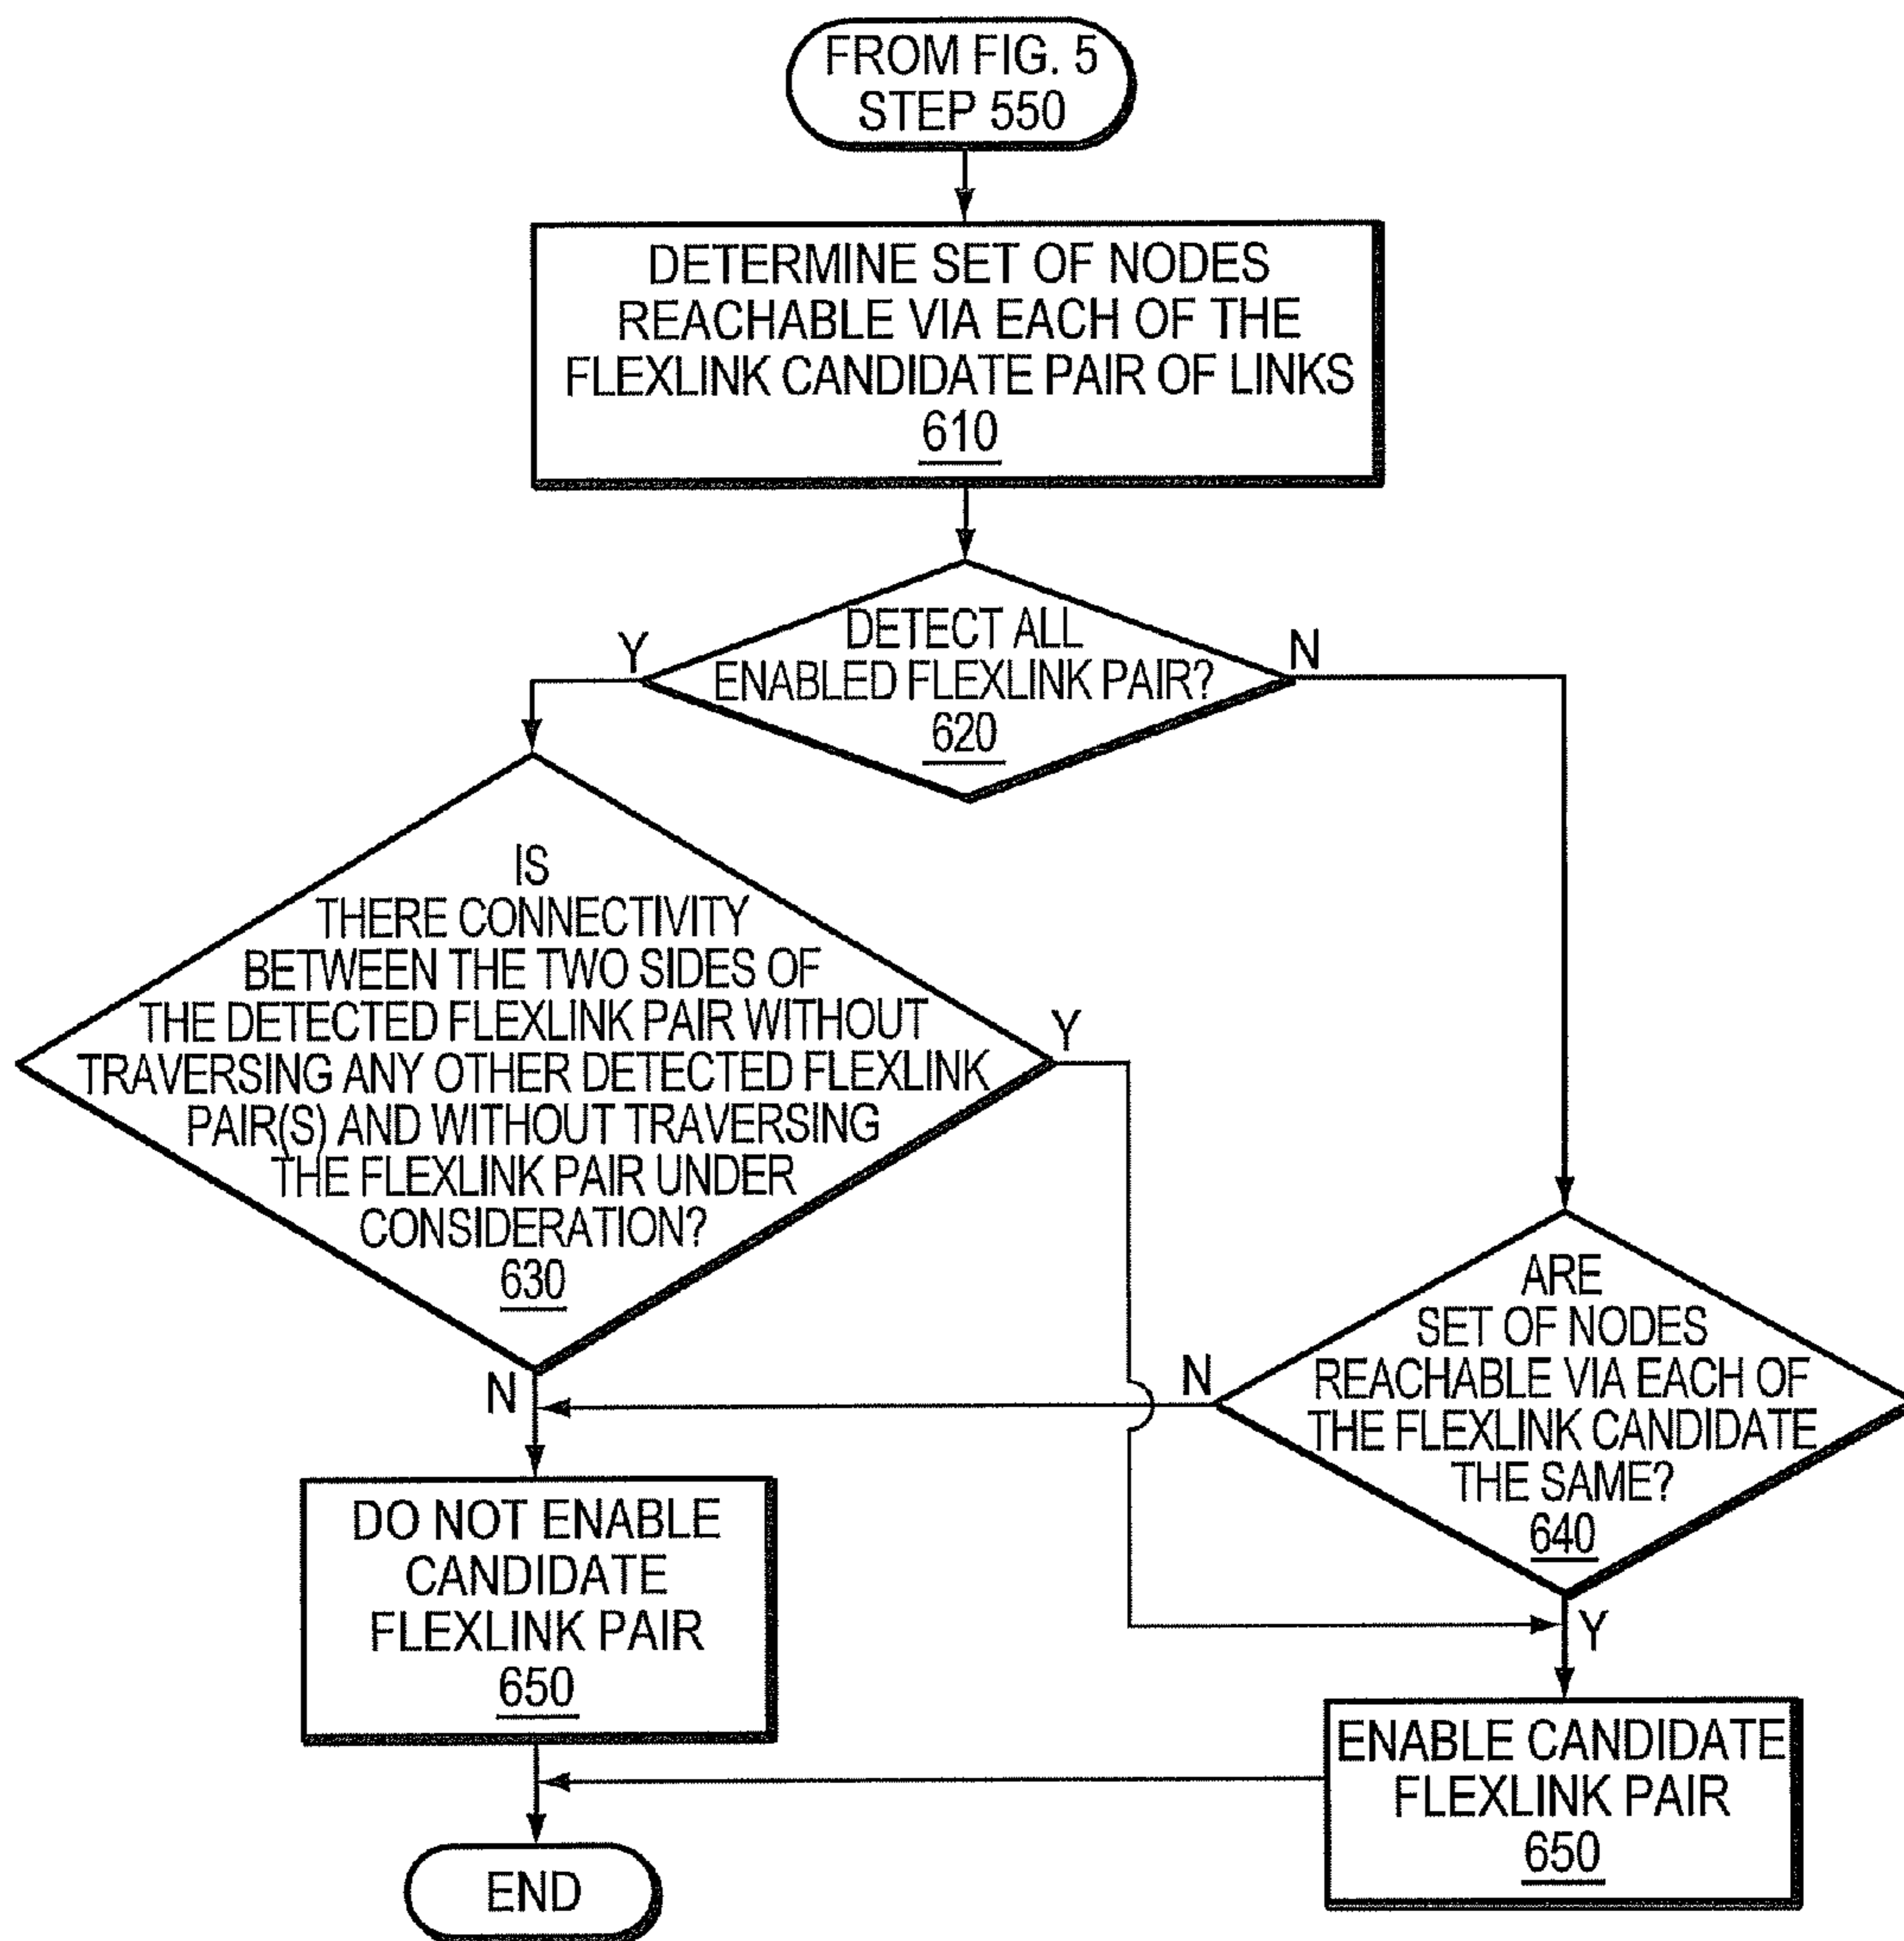 FROM FIG. 5
STEP 550
DETERMINE SET OF NODES
REACHABLE VIA EACH OF THE
FLEXLINK CANDIDATE PAIR OF LINKS
610
DETECT ALL
ENABLED FLEXLINK PAIR?
620
Y
N
IS
THERE CONNECTIVITY
BETWEEN THE TWO SIDES OF
THE DETECTED FLEXLINK PAIR WITHOUT
TRAVERSING ANY OTHER DETECTED FLEXLINK
PAIR(S) AND WITHOUT TRAVERSING
THE FLEXLINK PAIR UNDER
CONSIDERATION?
630
Y
N
ARE
SET OF NODES
REACHABLE VIA EACH OF
THE FLEXLINK CANDIDATE
THE SAME?
640
N
Y
DO NOT ENABLE
CANDIDATE
FLEXLINK PAIR
650
ENABLE CANDIDATE
FLEXLINK PAIR
650
END